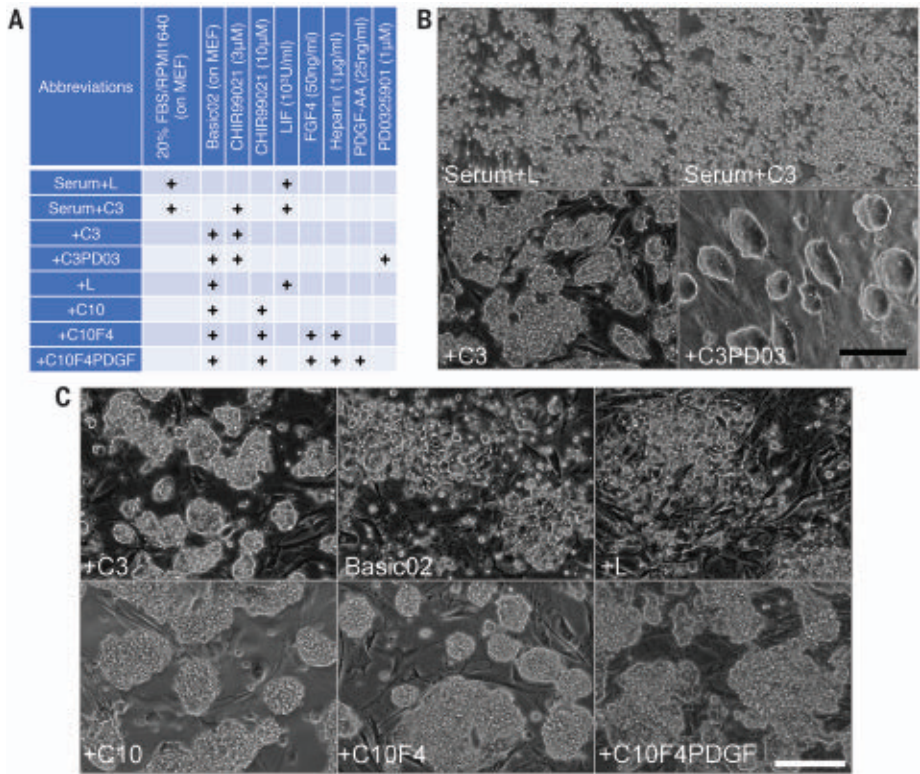 A
Abbreviations
20% FBS/RPMI1640
(on MEF)
Basic02 (on MEF)
CHIR99021 (3μM)
CHIR99021 (10μM)
LIF (10³U/ml)
FGF4 (50ng/ml)
Heparin (1μg/ml)
PDGF-AA (25ng/ml)
PD0325901 (1μM)
Serum+L + +
Serum+C3 + + +
+C3 + +
+C3PD03 + + +
+L + +
+C10 + +
+C10F4 + + + +
+C10F4PDGF + + + + +
B
Serum+L
Serum+C3
+C3
+C3PD03
C
+C3
Basic02
+L
+C10
+C10F4
+C10F4PDGF